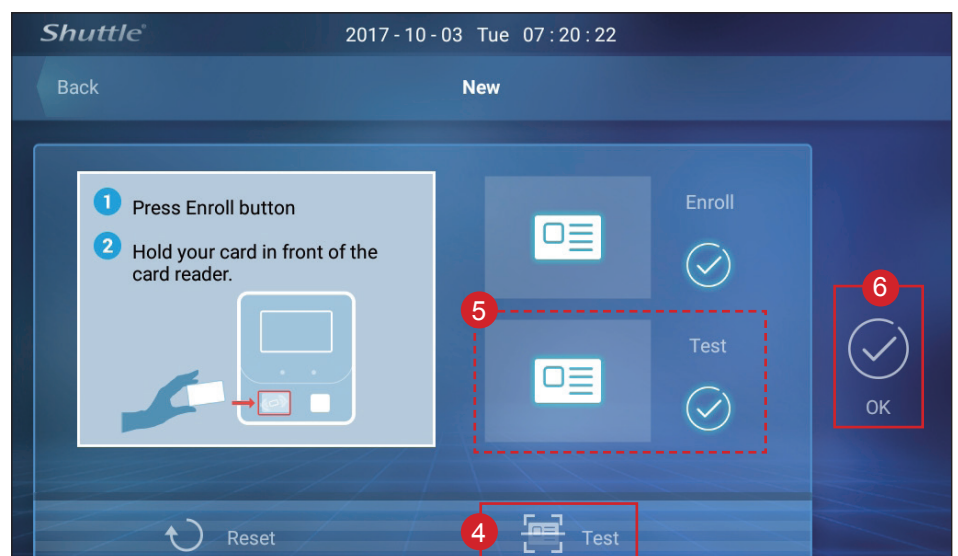 Shuttle®
2017-10-03 Tue 07:20:22
Back
New
1 Press Enroll button
2 Hold your card in front of the
card reader.
Enroll
5
Test
6
OK
Reset
4
Test